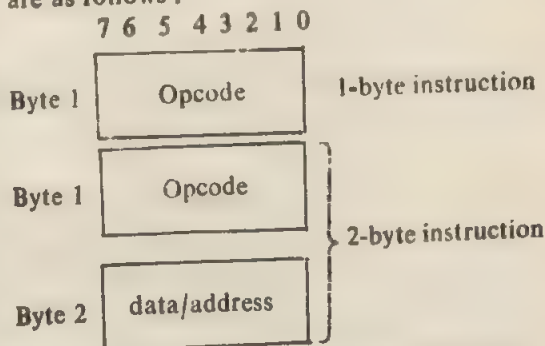 are as follows :
7 6 5 4 3 2 1 0
Byte 1 Opcode 1-byte instruction
Byte 1 Opcode
2-byte instruction
Byte 2 data/address